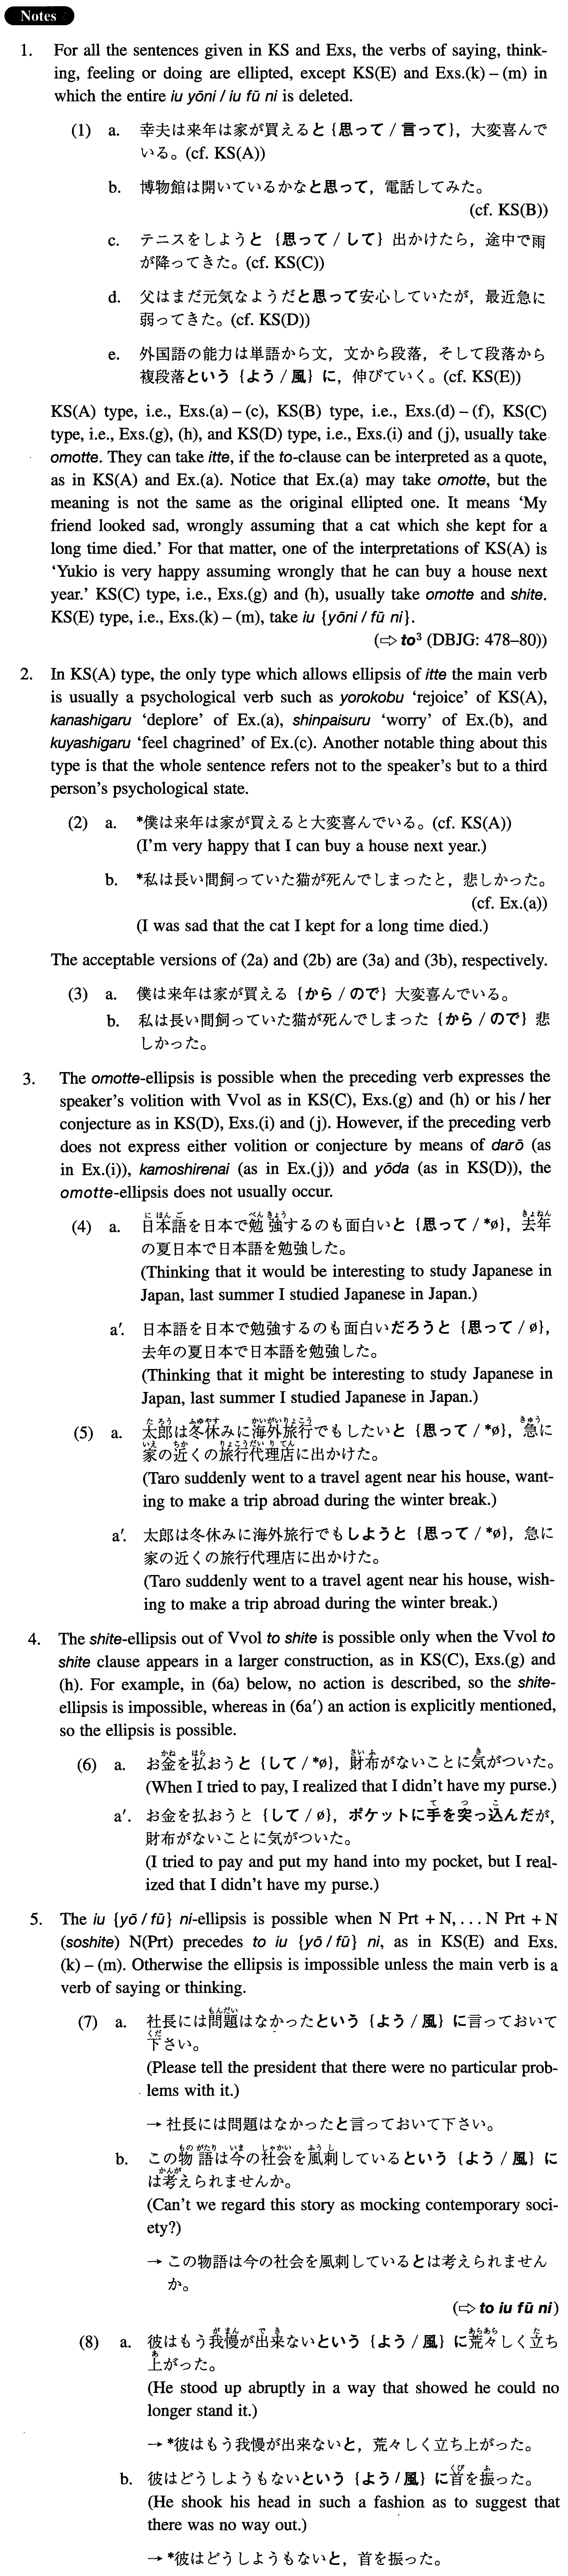 Notes
1. For all the sentences given in KS and Exs, the verbs of saying, think-
ing, feeling or doing are ellipted, except KS(E) and Exs.(k) – (m) in
which the entire iu yōni / iu fū ni is deleted.
(1) a. 幸夫は来年は家が買えると {思って / 言って}，大変喜んで
いる。(cf. KS(A))
b. 博物館は開いているかなと思って，電話してみた。
(cf. KS(B))
c. テニスをしようと {思って / して} 出かけたら，途中で雨
が降ってきた。(cf. KS(C))
d. 父はまだ元気なようだと思って安心していたが，最近急に
弱ってきた。(cf. KS(D))
e. 外国語の能力は単語から文，文から段落，そして段落から
複段落という {よう / 風} に，伸びていく。(cf. KS(E))
KS(A) type, i.e., Exs.(a) – (c), KS(B) type, i.e., Exs.(d) – (f), KS(C)
type, i.e., Exs.(g), (h), and KS(D) type, i.e., Exs.(i) and (j), usually take
omotte. They can take itte, if the to-clause can be interpreted as a quote,
as in KS(A) and Ex.(a). Notice that Ex.(a) may take omotte, but the
meaning is not the same as the original ellipted one. It means ‘My
friend looked sad, wrongly assuming that a cat which she kept for a
long time died.’ For that matter, one of the interpretations of KS(A) is
‘Yukio is very happy assuming wrongly that he can buy a house next
year.’ KS(C) type, i.e., Exs.(g) and (h), usually take omotte and shite.
KS(E) type, i.e., Exs.(k) – (m), take iu {yōni / fū ni}.
(⇨ to³ (DBJG: 478–80))
2. In KS(A) type, the only type which allows ellipsis of itte the main verb
is usually a psychological verb such as yorokobu ‘rejoice’ of KS(A),
kanashigaru ‘deplore’ of Ex.(a), shinpaisuru ‘worry’ of Ex.(b), and
kuyashigaru ‘feel chagrined’ of Ex.(c). Another notable thing about this
type is that the whole sentence refers not to the speaker’s but to a third
person’s psychological state.
(2) a. *僕は来年は家が買えると大変喜んでいる。(cf. KS(A))
(I’m very happy that I can buy a house next year.)
b. *私は長い間飼っていた猫が死んでしまったと，悲しかった。
(cf. Ex.(a))
(I was sad that the cat I kept for a long time died.)
The acceptable versions of (2a) and (2b) are (3a) and (3b), respectively.
(3) a. 僕は来年は家が買える {から / ので} 大変喜んでいる。
b. 私は長い間飼っていた猫が死んでしまった {から / ので} 悲
しかった。
3. The omotte-ellipsis is possible when the preceding verb expresses the
speaker’s volition with Vvol as in KS(C), Exs.(g) and (h) or his / her
conjecture as in KS(D), Exs.(i) and (j). However, if the preceding verb
does not express either volition or conjecture by means of darō (as
in Ex.(i)), kamoshirenai (as in Ex.(j)) and yōda (as in KS(D)), the
omotte-ellipsis does not usually occur.
(4) a. 日本語を日本で勉強するのも面白いと {思って / *ø}，去年
の夏日本で日本語を勉強した。
(Thinking that it would be interesting to study Japanese in
Japan, last summer I studied Japanese in Japan.)
a′. 日本語を日本で勉強するのも面白いだろうと {思って / ø}，
去年の夏日本で日本語を勉強した。
(Thinking that it might be interesting to study Japanese in
Japan, last summer I studied Japanese in Japan.)
(5) a. 太郎は冬休みに海外旅行でもしたいと {思って / *ø}，急に
家の近くの旅行代理店に出かけた。
(Taro suddenly went to a travel agent near his house, want-
ing to make a trip abroad during the winter break.)
a′. 太郎は冬休みに海外旅行でもしようと {思って / *ø}，急に
家の近くの旅行代理店に出かけた。
(Taro suddenly went to a travel agent near his house, wish-
ing to make a trip abroad during the winter break.)
4. The shite-ellipsis out of Vvol to shite is possible only when the Vvol to
shite clause appears in a larger construction, as in KS(C), Exs.(g) and
(h). For example, in (6a) below, no action is described, so the shite-
ellipsis is impossible, whereas in (6a′) an action is explicitly mentioned,
so the ellipsis is possible.
(6) a. お金を払おうと {して / *ø}，財布がないことに気がついた。
(When I tried to pay, I realized that I didn’t have my purse.)
a′. お金を払おうと {して / ø}，ポケットに手を突っ込んだが，
財布がないことに気がついた。
(I tried to pay and put my hand into my pocket, but I real-
ized that I didn’t have my purse.)
5. The iu {yō / fū} ni-ellipsis is possible when N Prt + N, . . . N Prt + N
(soshite) N(Prt) precedes to iu {yō / fū} ni, as in KS(E) and Exs.
(k) – (m). Otherwise the ellipsis is impossible unless the main verb is a
verb of saying or thinking.
(7) a. 社長には問題はなかったという {よう / 風} に言っておいて
下さい。
(Please tell the president that there were no particular prob-
lems with it.)
→ 社長には問題はなかったと言っておいて下さい。
b. この物語は今の社会を風刺しているという {よう / 風} に
は考えられませんか。
(Can’t we regard this story as mocking contemporary soci-
ety?)
→ この物語は今の社会を風刺しているとは考えられません
か。
(⇨ to iu fū ni)
(8) a. 彼はもう我慢が出来ないという {よう / 風} に荒々しく立ち
上がった。
(He stood up abruptly in a way that showed he could no
longer stand it.)
→ *彼はもう我慢が出来ないと，荒々しく立ち上がった。
b. 彼はどうしようもないという {よう / 風} に首を振った。
(He shook his head in such a fashion as to suggest that
there was no way out.)
→ *彼はどうしようもないと，首を振った。